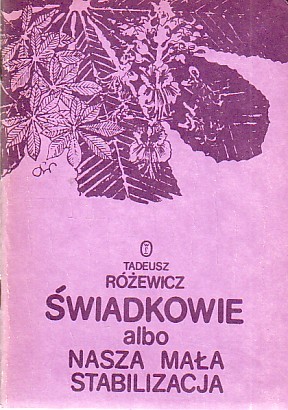 TADEUSZ
RÓŻEWICZ
ŚWIADKOWIE
albo
NASZA MAŁA
STABILIZACJA